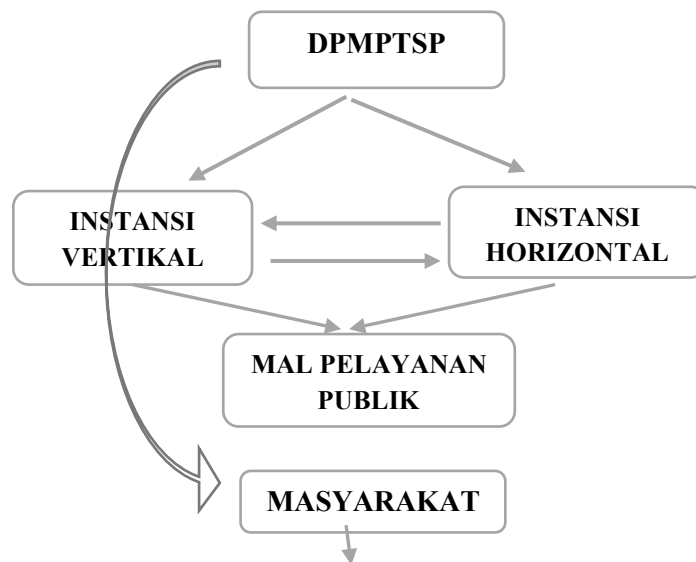 DPMPTSP
INSTANSI
VERTIKAL
INSTANSI
HORIZONTAL
MAL PELAYANAN
PUBLIK
MASYARAKAT